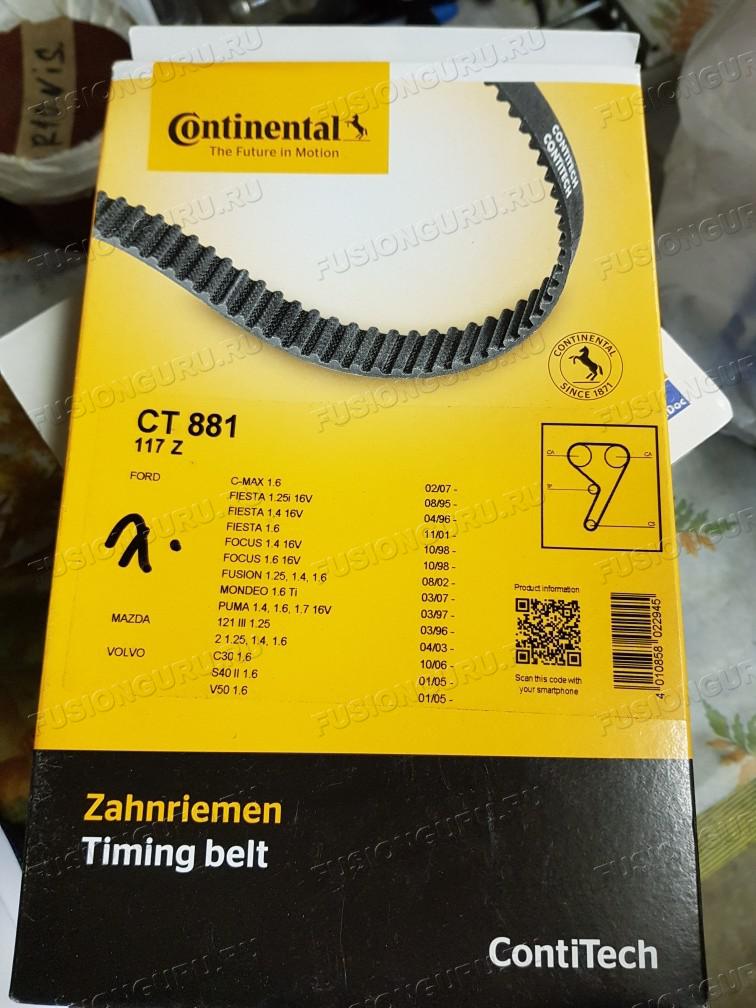 Continental
The Future in Motion
CONTITECH
CONTITECH
CONTINENTAL
SINCE 1871
CT 881
117 Z
FORD C-MAX 1.6 02/07 -
FIESTA 1.25i 16V 08/95 -
FIESTA 1,4 16V 04/96 -
FIESTA 1.6 11/01 -
FOCUS 1.4 16V 10/98 -
FOCUS 1.6 16V 10/98 -
FUSION 1.25, 1.4, 1.6 08/02 -
MONDEO 1.6 Ti 03/07 -
PUMA 1.4, 1.6, 1.7 16V 03/97 -
MAZDA 121 III 1.25 03/96 -
2 1.25, 1.4, 1.6 04/03 -
VOLVO C30 1.6 10/06 -
S40 II 1.6 01/05 -
V50 1.6 01/05 -
CA CA
TP
CS
Product information
Scan this code with
your smartphone
4 010858 022945
Zahnriemen
Timing belt
ContiTech
Doc
FUSIONGURU.RU